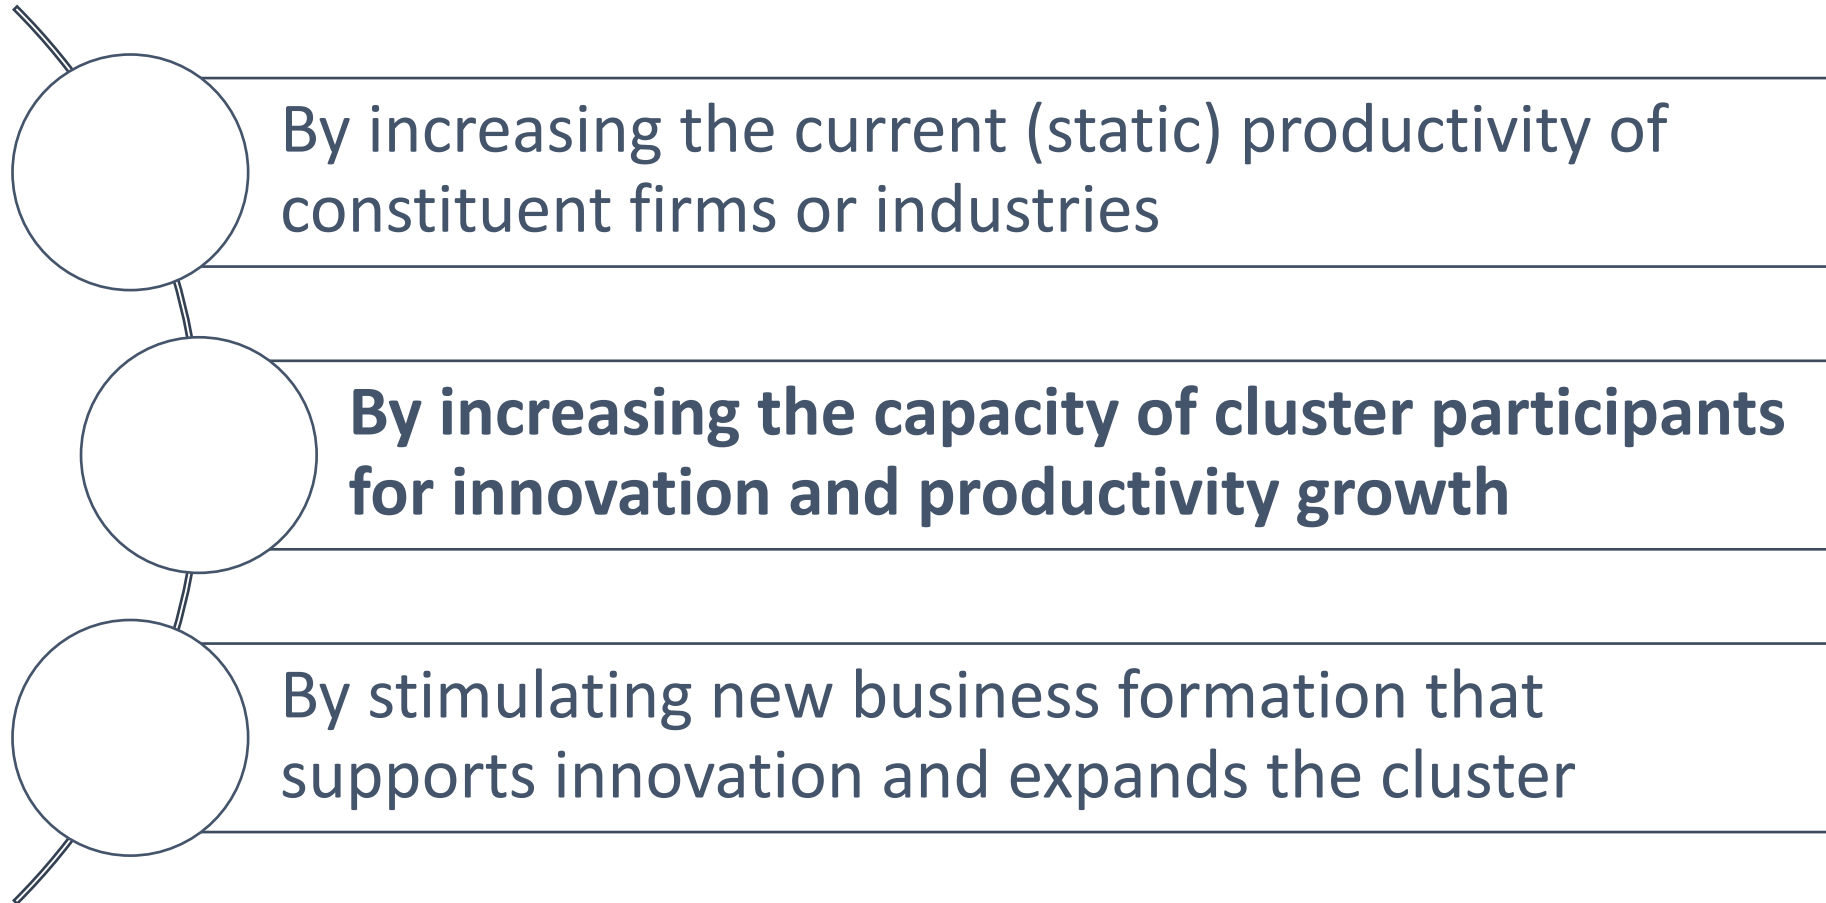 By increasing the current (static) productivity of
constituent firms or industries
By increasing the capacity of cluster participants
for innovation and productivity growth
By stimulating new business formation that
supports innovation and expands the cluster